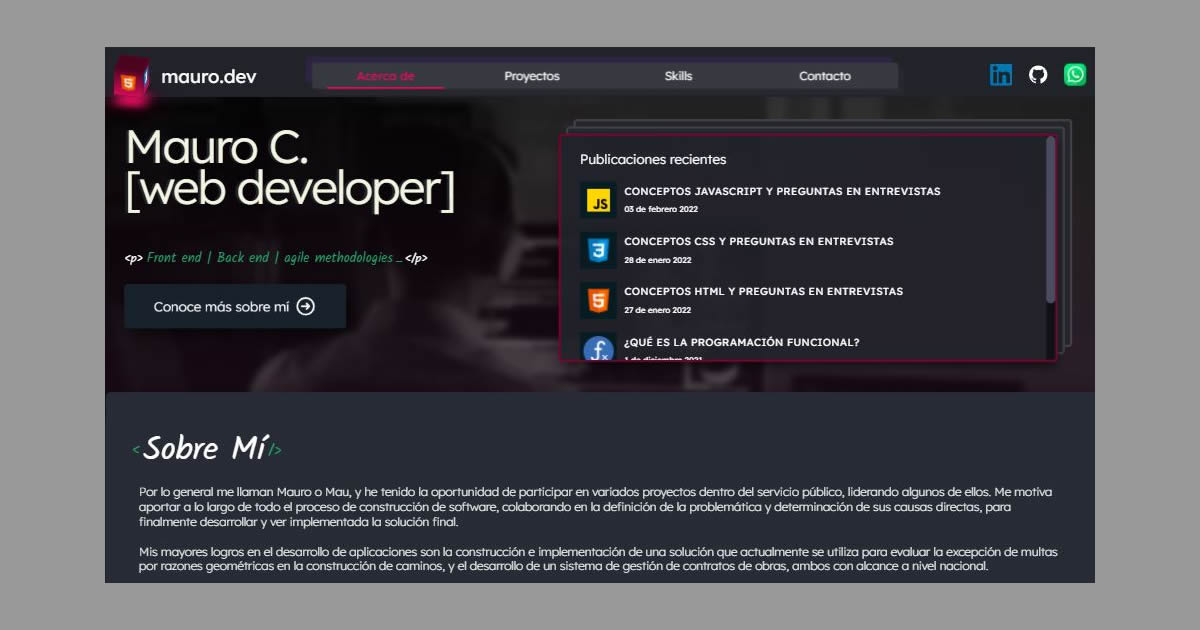 mauro.dev
Acerca de
Proyectos
Skills
Contacto
Mauro C.
[web developer]
<p> Front end | Back end | agile methodologies _ </p>
Conoce más sobre mí
Publicaciones recientes
JS
CONCEPTOS JAVASCRIPT Y PREGUNTAS EN ENTREVISTAS
03 de febrero 2022
CONCEPTOS CSS Y PREGUNTAS EN ENTREVISTAS
28 de enero 2022
CONCEPTOS HTML Y PREGUNTAS EN ENTREVISTAS
27 de enero 2022
¿QUÉ ES LA PROGRAMACIÓN FUNCIONAL?
1 de diciembre 2021
< Sobre Mí />
Por lo general me llaman Mauro o Mau, y he tenido la oportunidad de participar en variados proyectos dentro del servicio público, liderando algunos de ellos. Me motiva
aportar a lo largo de todo el proceso de construcción de software, colaborando en la definición de la problemática y determinación de sus causas directas, para
finalmente desarrollar y ver implementada la solución final.
Mis mayores logros en el desarrollo de aplicaciones son la construcción e implementación de una solución que actualmente se utiliza para evaluar la excepción de multas
por razones geométricas en la construcción de caminos, y el desarrollo de un sistema de gestión de contratos de obras, ambos con alcance a nivel nacional.